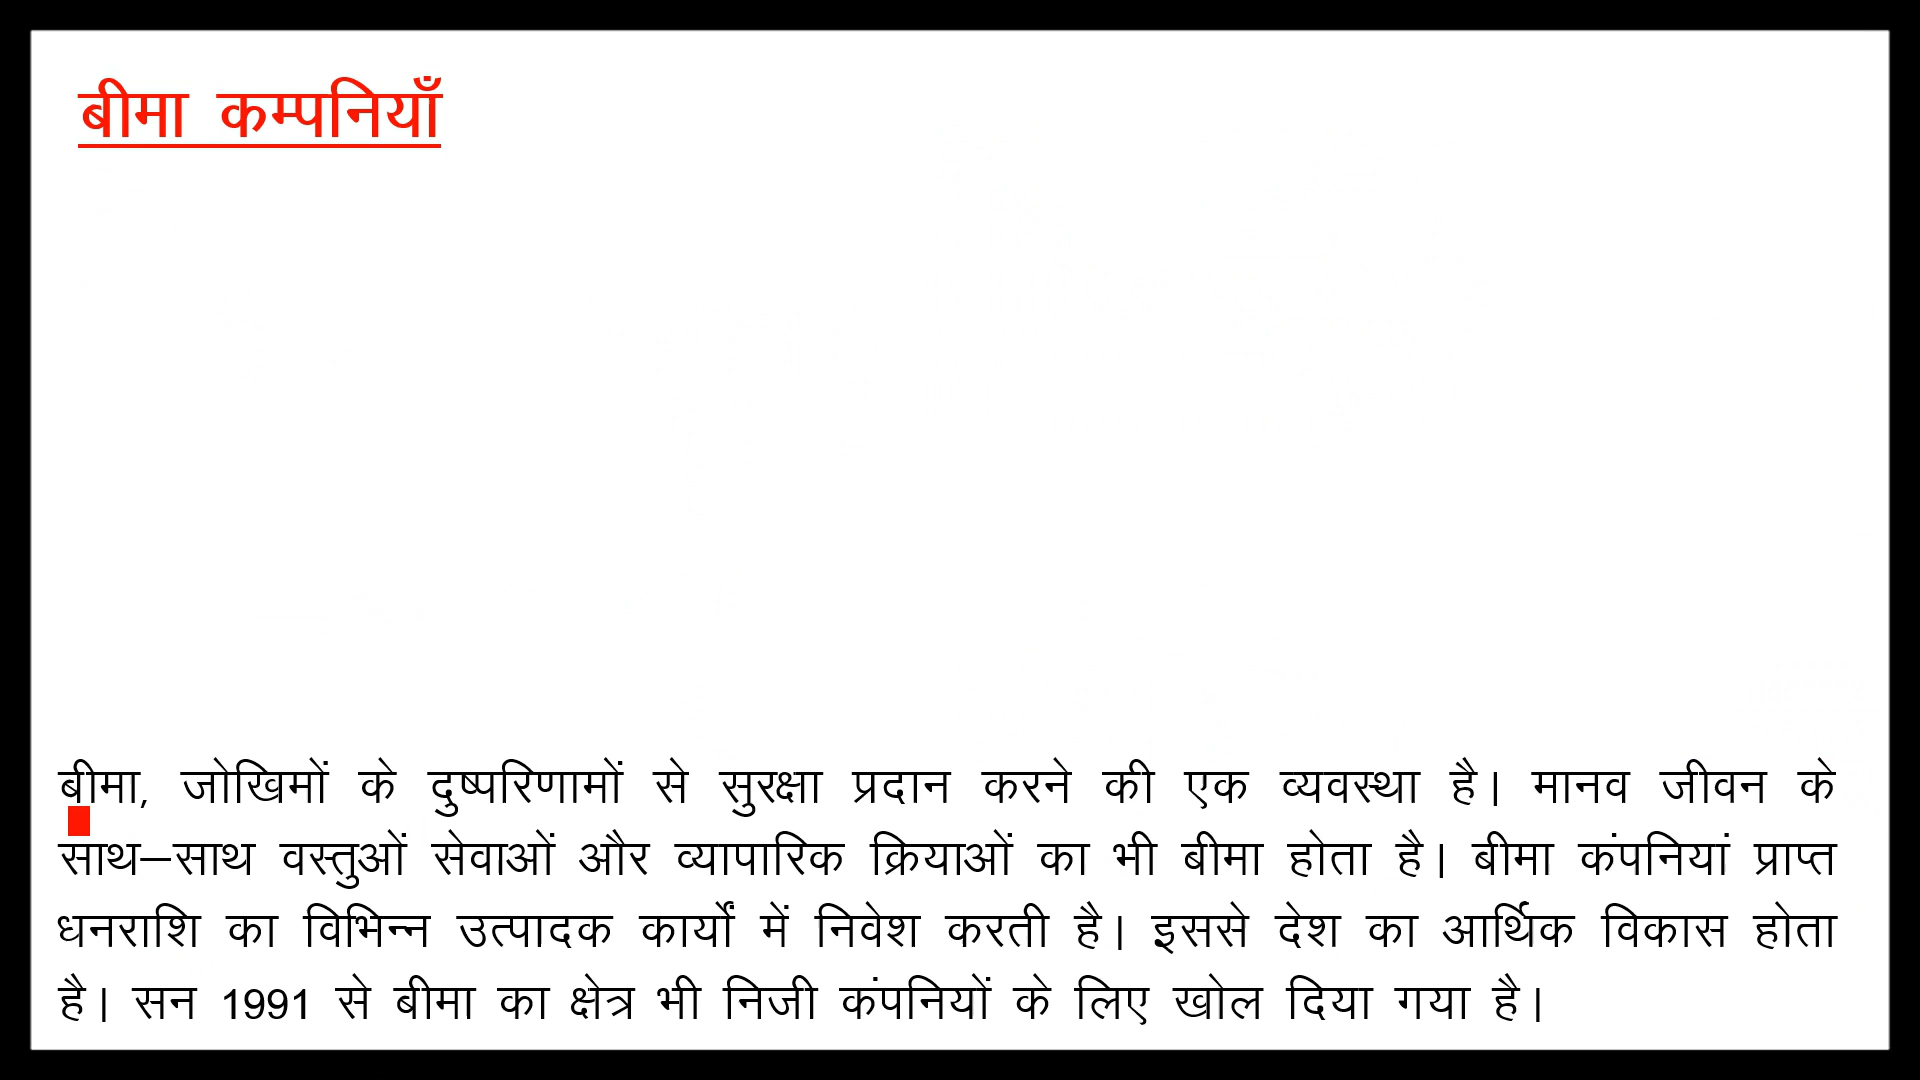 बीमा कम्पनियाँ
बीमा, जोखिमों के दुष्परिणामों से सुरक्षा प्रदान करने की एक व्यवस्था है। मानव जीवन के
साथ–साथ वस्तुओं सेवाओं और व्यापारिक क्रियाओं का भी बीमा होता है। बीमा कंपनियां प्राप्त
धनराशि का विभिन्न उत्पादक कार्यों में निवेश करती है। इससे देश का आर्थिक विकास होता
है। सन 1991 से बीमा का क्षेत्र भी निजी कंपनियों के लिए खोल दिया गया है।